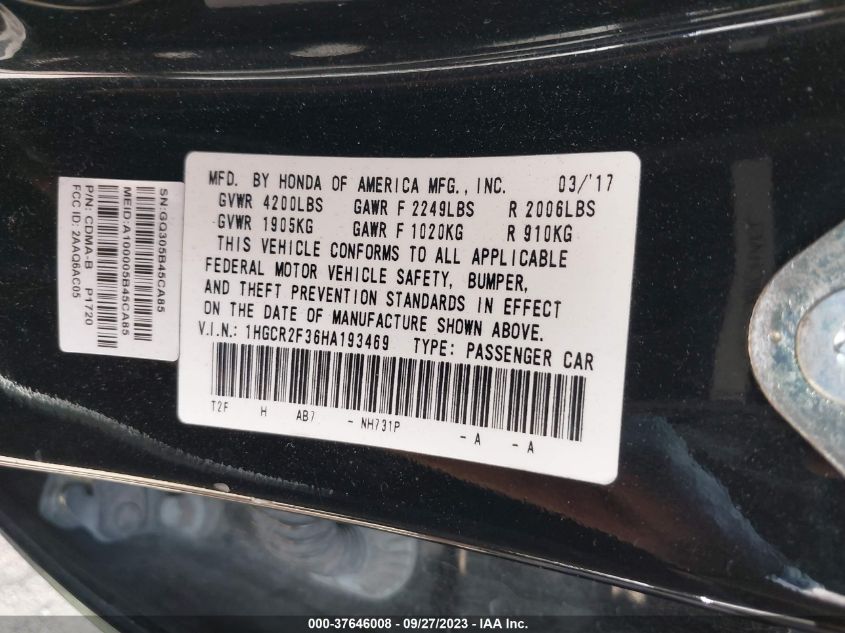 MFD. BY HONDA OF AMERICA MFG., INC. 03/'17
GVWR 4200LBS GAWR F 2249LBS R 2006LBS
GVWR 1905KG GAWR F 1020KG R 910KG
THIS VEHICLE CONFORMS TO ALL APPLICABLE
FEDERAL MOTOR VEHICLE SAFETY, BUMPER,
AND THEFT PREVENTION STANDARDS IN EFFECT
ON THE DATE OF MANUFACTURE SHOWN ABOVE.
V.I.N.: 1HGCR2F36HA193469 TYPE: PASSENGER CAR
T2F H AB7 - NH731P - A - A
SN:GQ305B45CA85
MEID:A100005B45CA85
P/N: CDMA-B P1720
FCC ID: 2AAQ6AC05
000-37646008 - 09/27/2023 - IAA Inc.